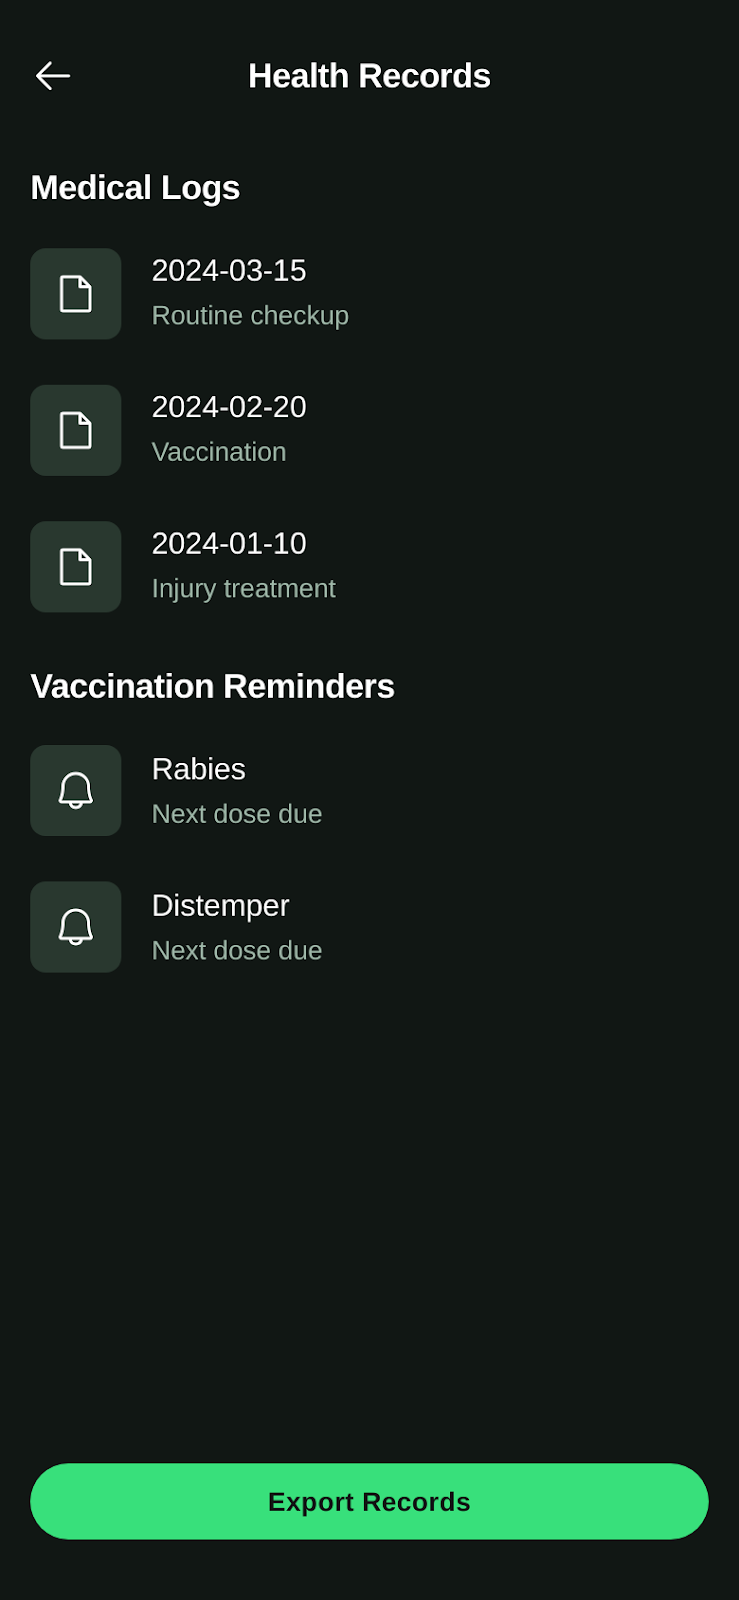 Health Records
Medical Logs
2024-03-15
Routine checkup
2024-02-20
Vaccination
2024-01-10
Injury treatment
Vaccination Reminders
Rabies
Next dose due
Distemper
Next dose due
Export Records